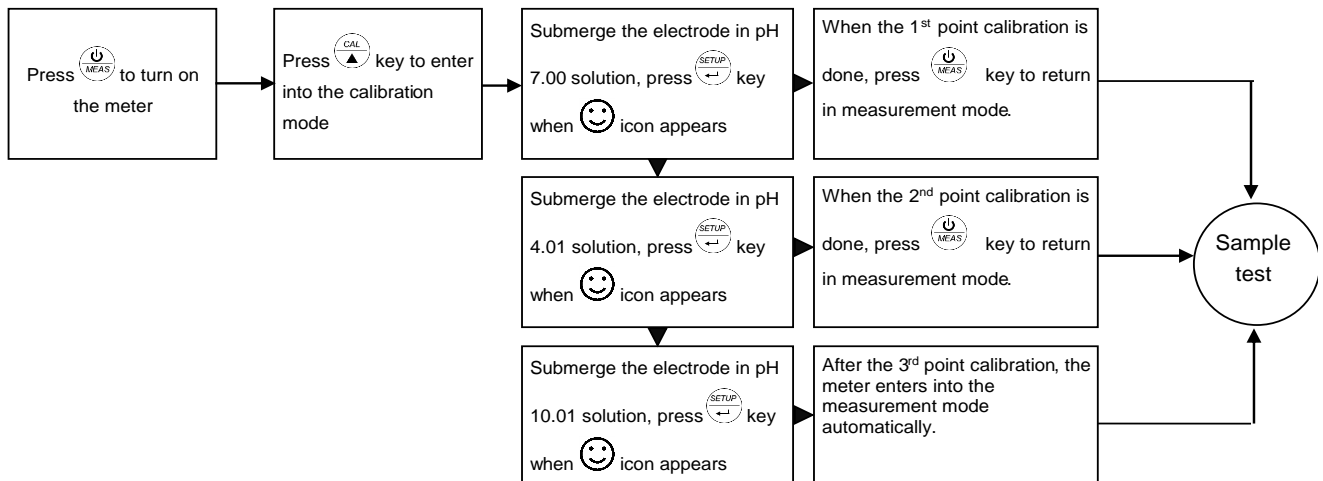 Press ⏻/MEAS to turn on
the meter
Press CAL/▲ key to enter
into the calibration
mode
Submerge the electrode in pH
7.00 solution, press SETUP/↵ key
when ☺ icon appears
When the 1st point calibration is
done, press ⏻/MEAS key to return
in measurement mode.
Submerge the electrode in pH
4.01 solution, press SETUP/↵ key
when ☺ icon appears
When the 2nd point calibration is
done, press ⏻/MEAS key to return
in measurement mode.
Submerge the electrode in pH
10.01 solution, press SETUP/↵ key
when ☺ icon appears
After the 3rd point calibration, the
meter enters into the
measurement mode
automatically.
Sample
test